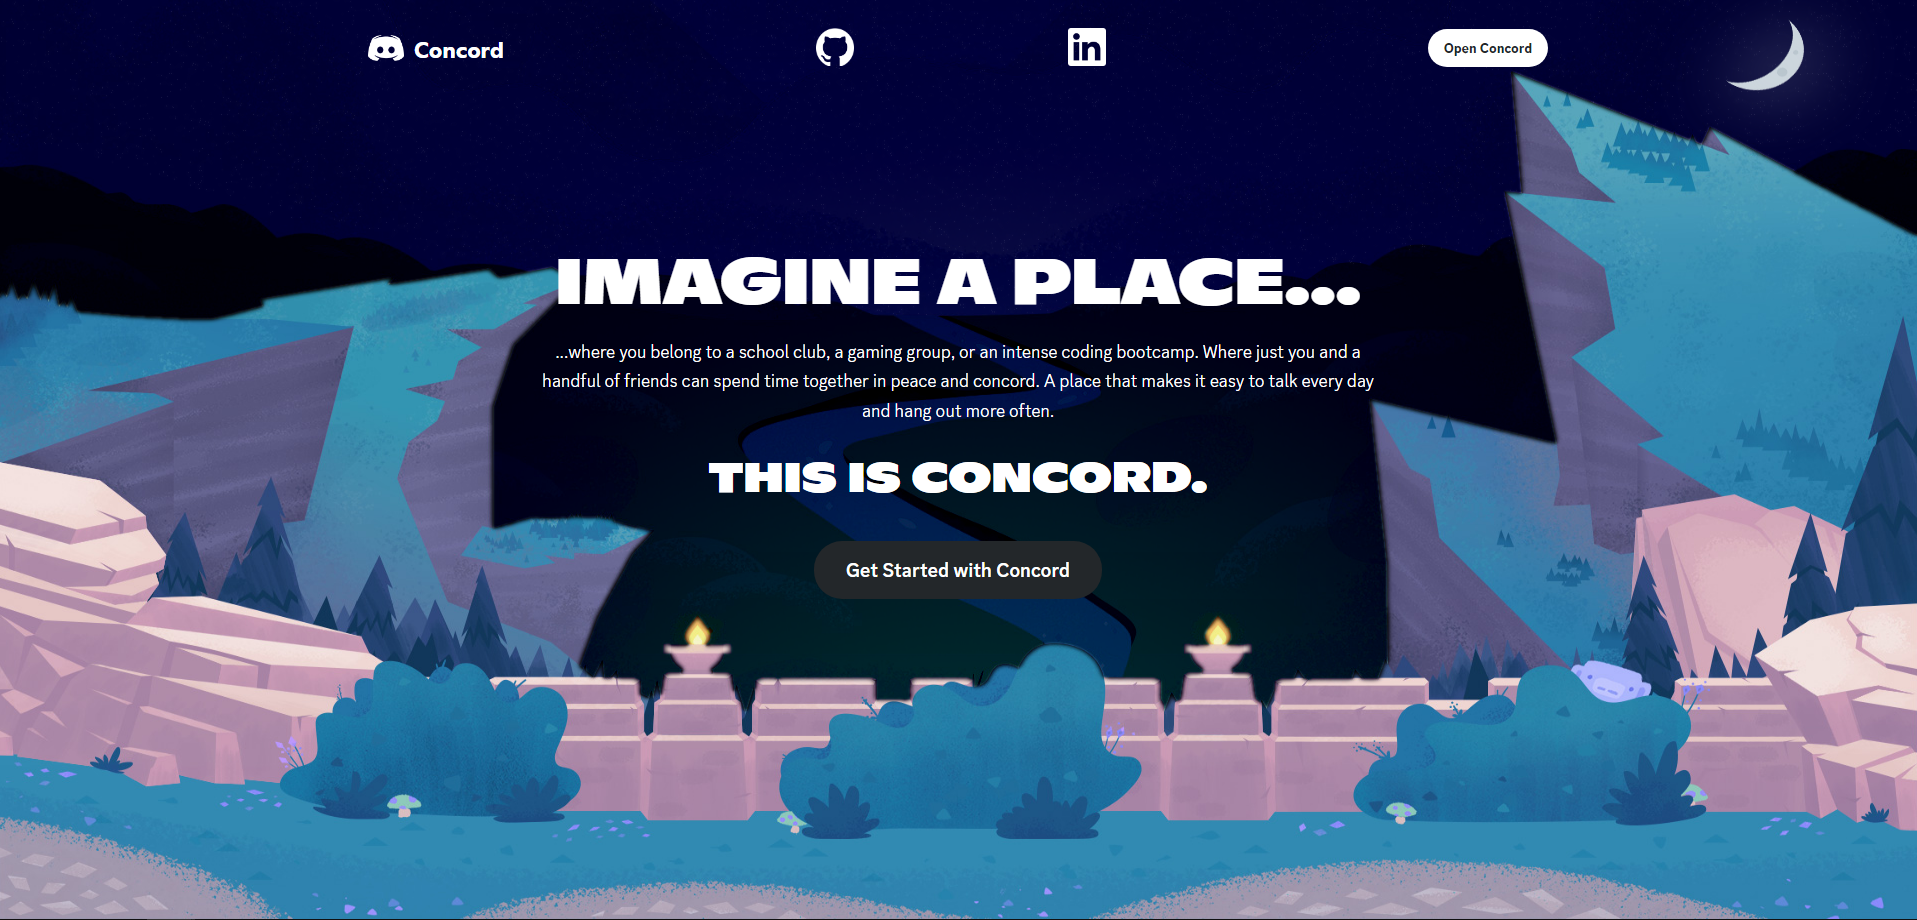 Concord
in
Open Concord
IMAGINE A PLACE...
...where you belong to a school club, a gaming group, or an intense coding bootcamp. Where just you and a
handful of friends can spend time together in peace and concord. A place that makes it easy to talk every day
and hang out more often.
THIS IS CONCORD.
Get Started with Concord